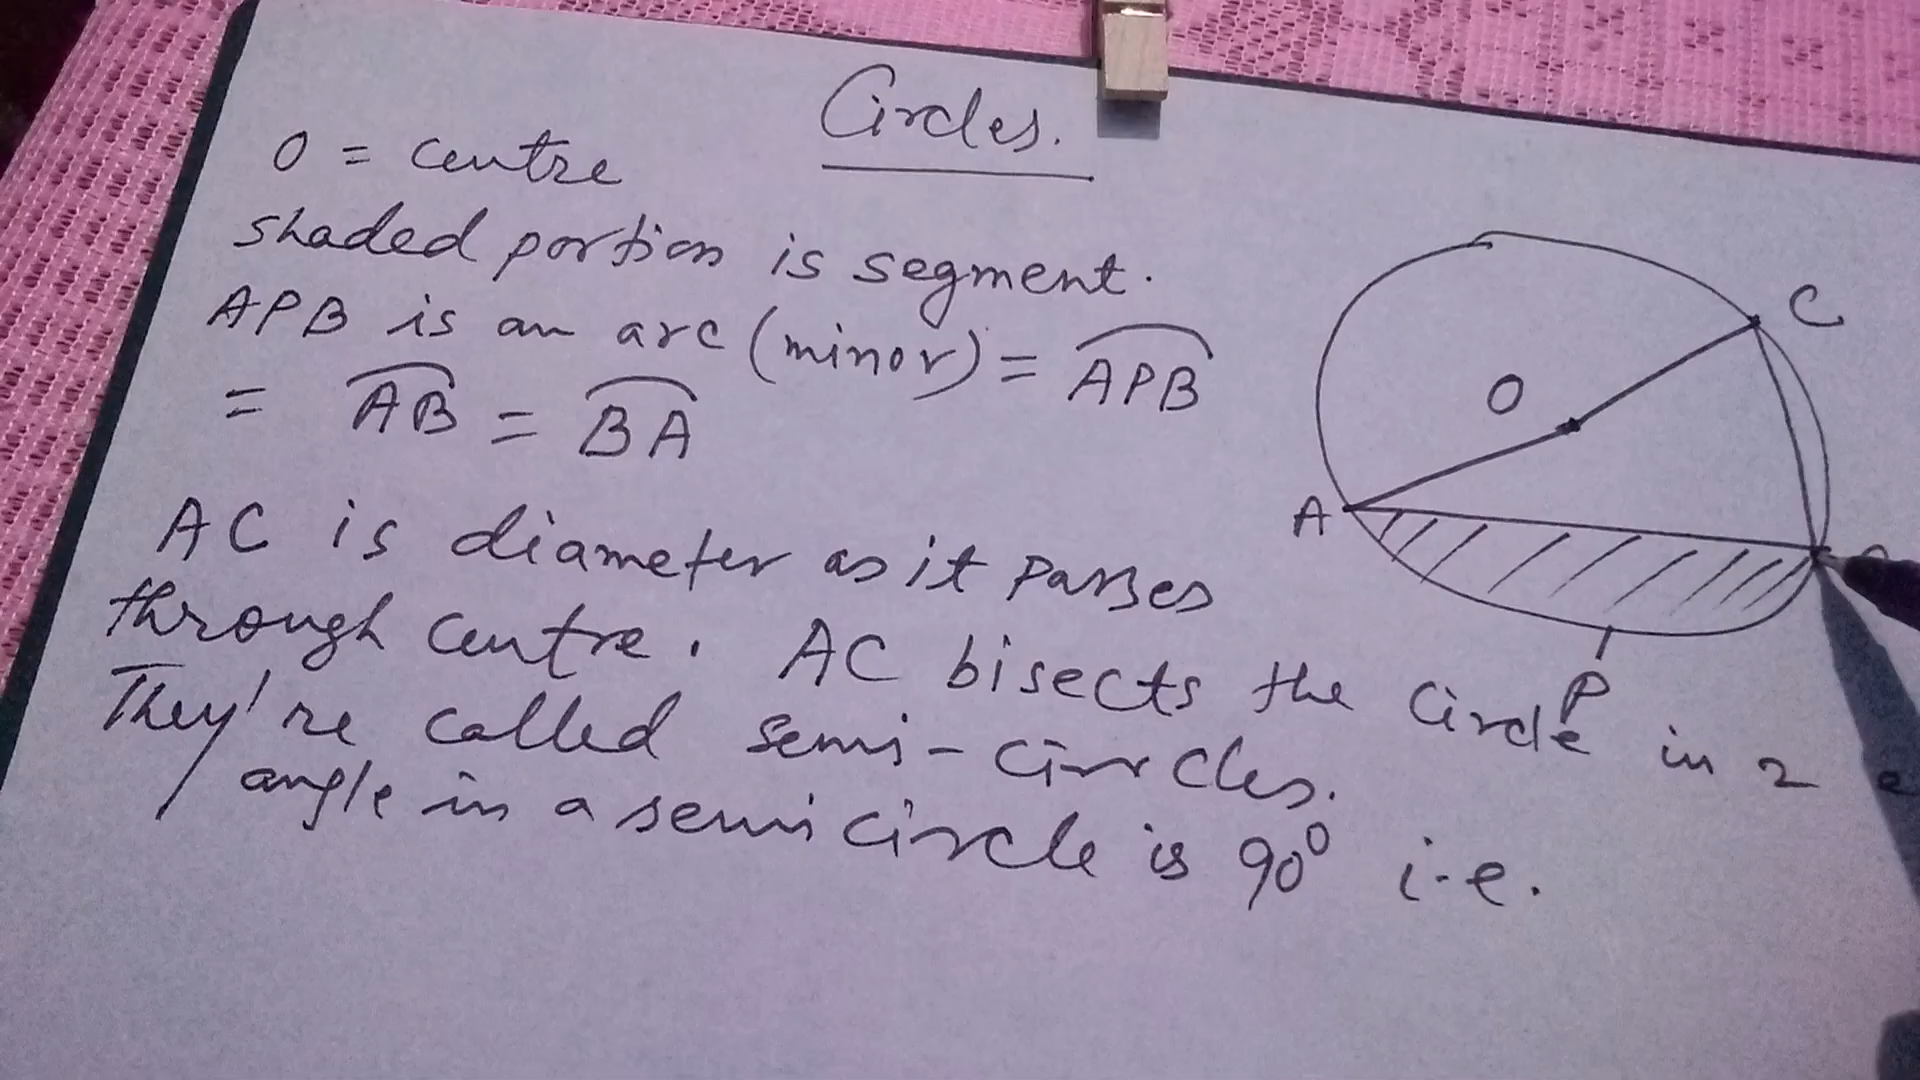 Circles.
O = centre
shaded portion is segment.
APB is an arc (minor) = APB
= AB = BA
AC is diameter as it passes
through centre. AC bisects the circle in 2
They're called semi-circles.
angle in a semicircle is 90° i.e.
C
O
A
P